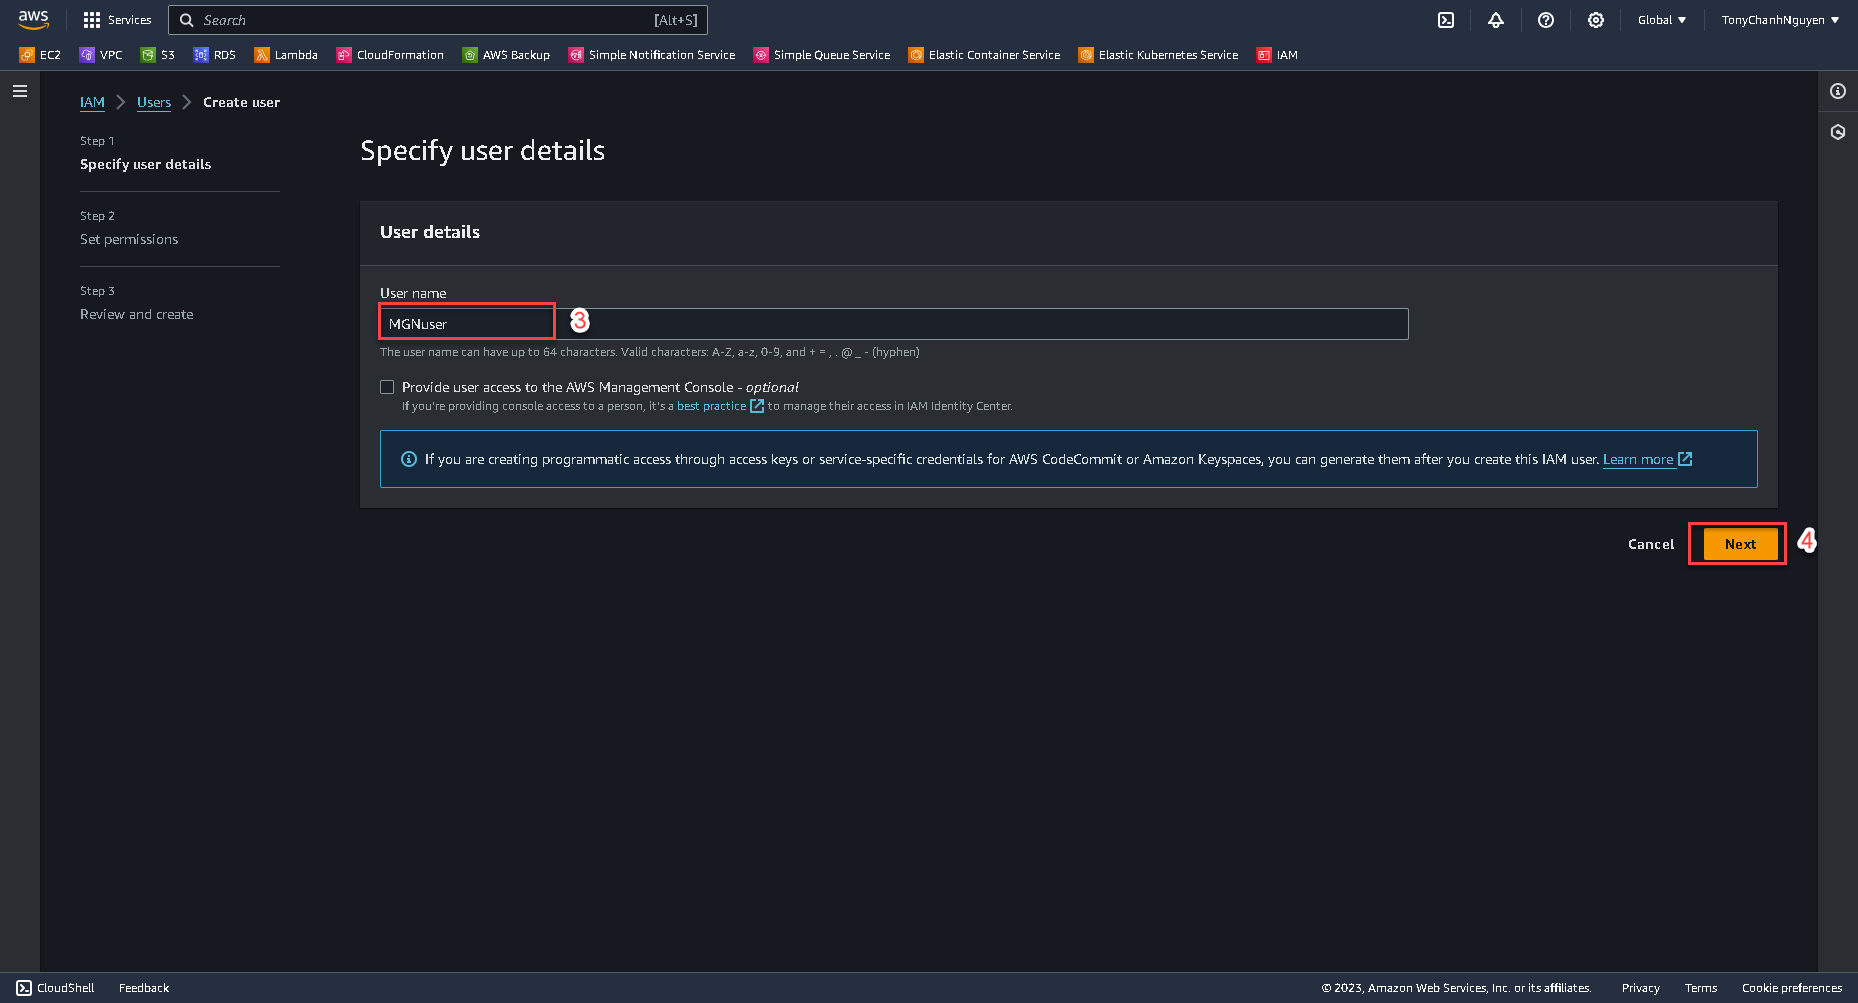 aws
Services
Search
[Alt+S]
Global
TonyChanhNguyen
EC2
VPC
S3
RDS
Lambda
CloudFormation
AWS Backup
Simple Notification Service
Simple Queue Service
Elastic Container Service
Elastic Kubernetes Service
IAM
IAM
Users
Create user
Step 1
Specify user details
Step 2
Set permissions
Step 3
Review and create
Specify user details
User details
User name
MGNuser
3
The user name can have up to 64 characters. Valid characters: A-Z, a-z, 0-9, and + = , . @ _ - (hyphen)
Provide user access to the AWS Management Console - optional
If you're providing console access to a person, it's a best practice to manage their access in IAM Identity Center.
If you are creating programmatic access through access keys or service-specific credentials for AWS CodeCommit or Amazon Keyspaces, you can generate them after you create this IAM user. Learn more
Cancel
Next
4
CloudShell
Feedback
© 2023, Amazon Web Services, Inc. or its affiliates.
Privacy
Terms
Cookie preferences